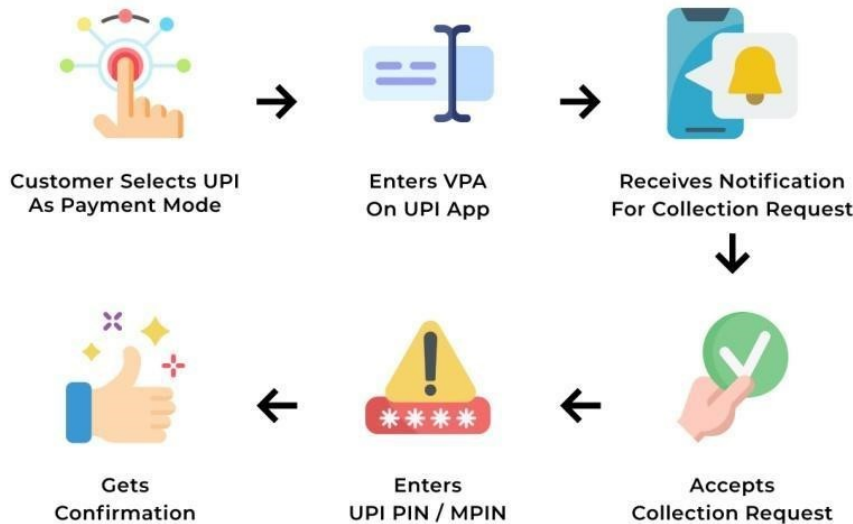 Customer Selects UPI
As Payment Mode
Enters VPA
On UPI App
Receives Notification
For Collection Request
Accepts
Collection Request
Enters
UPI PIN / MPIN
Gets
Confirmation